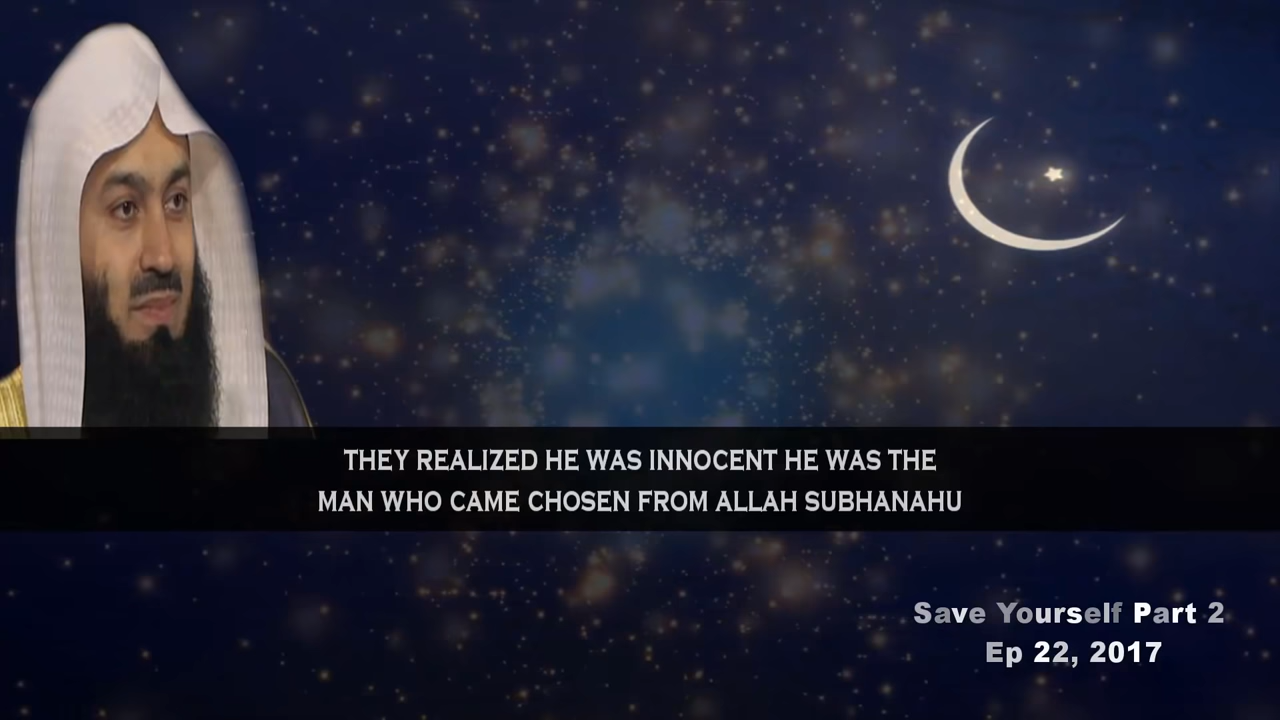 THEY REALIZED HE WAS INNOCENT HE WAS THE
MAN WHO CAME CHOSEN FROM ALLAH SUBHANAHU
Save Yourself Part 2
Ep 22, 2017